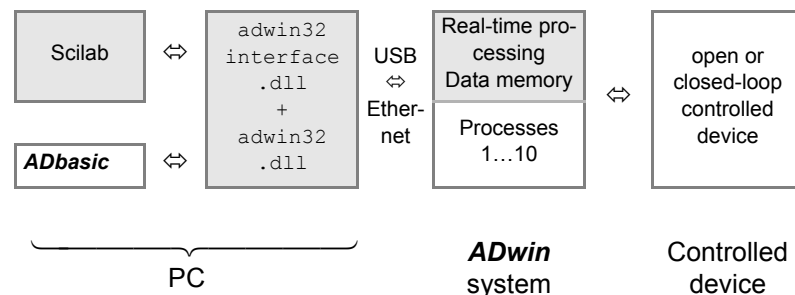 Scilab
⇔
adwin32
interface
.dll
+
adwin32
.dll
ADbasic
⇔
USB
⇔
Ether-
net
Real-time pro-
cessing
Data memory
Processes
1…10
⇔
open or
closed-loop
controlled
device
PC
ADwin
system
Controlled
device